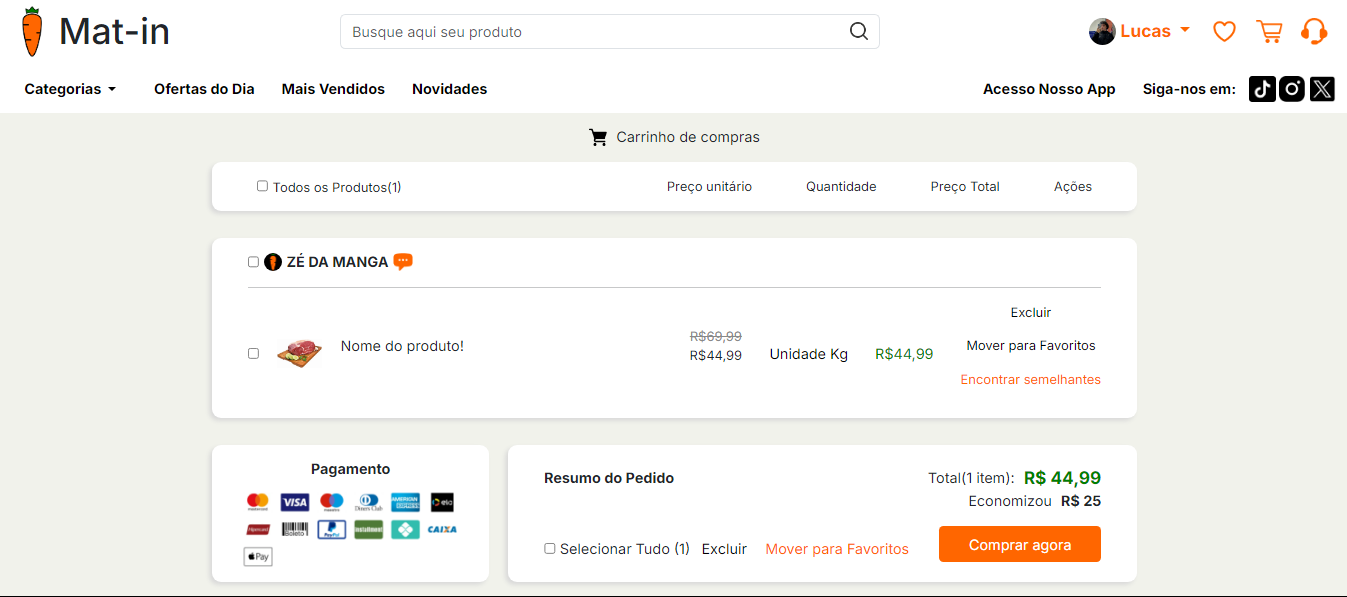 Mat-in
Busque aqui seu produto
Lucas
Categorias
Ofertas do Dia
Mais Vendidos
Novidades
Acesso Nosso App
Siga-nos em:
Carrinho de compras
Todos os Produtos(1)
Preço unitário
Quantidade
Preço Total
Ações
ZÉ DA MANGA
Nome do produto!
R$69,99
R$44,99
Unidade Kg
R$44,99
Excluir
Mover para Favoritos
Encontrar semelhantes
Pagamento
VISA
Diners Club
AMERICAN EXPRESS
elo
Hipercard
Boleto
PayPal
CAIXA
Pay
Resumo do Pedido
Total(1 item): R$ 44,99
Economizou R$ 25
Selecionar Tudo (1)
Excluir
Mover para Favoritos
Comprar agora